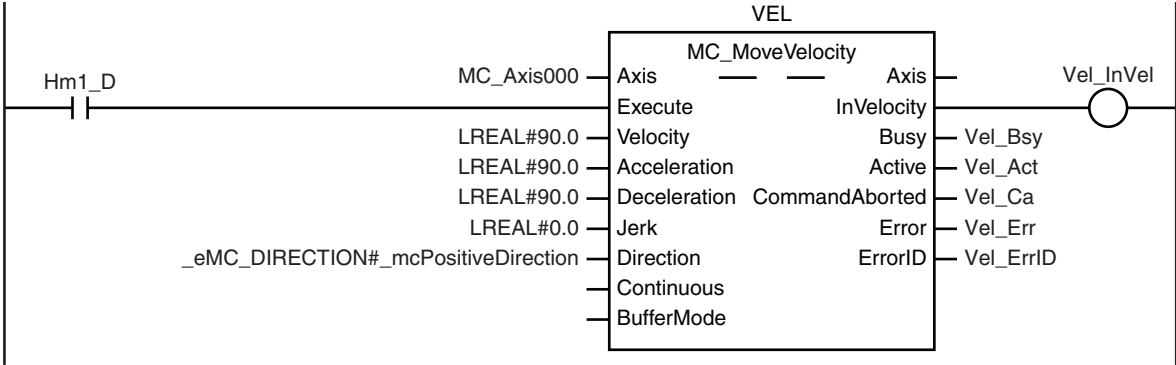 VEL
MC_MoveVelocity
MC_Axis000 Axis Axis
Hm1_D Vel_InVel
Execute InVelocity
LREAL#90.0 Velocity Busy Vel_Bsy
LREAL#90.0 Acceleration Active Vel_Act
LREAL#90.0 Deceleration CommandAborted Vel_Ca
LREAL#0.0 Jerk Error Vel_Err
_eMC_DIRECTION#_mcPositiveDirection Direction ErrorID Vel_ErrID
Continuous
BufferMode